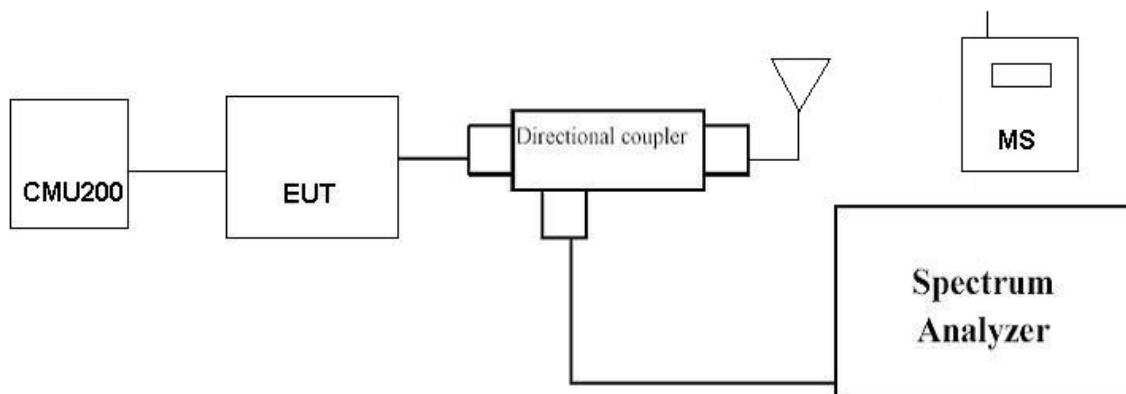 CMU200
EUT
Directional coupler
MS
Spectrum
Analyzer